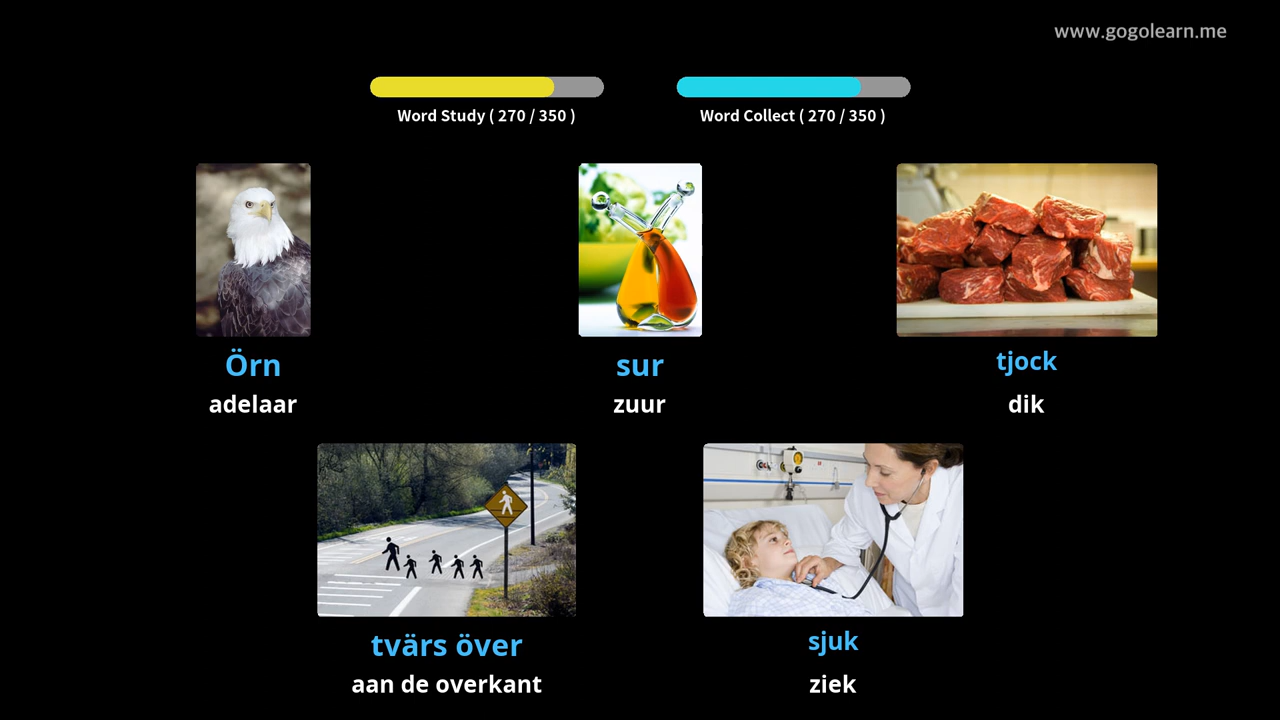 www.gogolearn.me
Word Study ( 270 / 350 )
Word Collect ( 270 / 350 )
Örn
adelaar
sur
zuur
tjock
dik
tvärs över
aan de overkant
sjuk
ziek